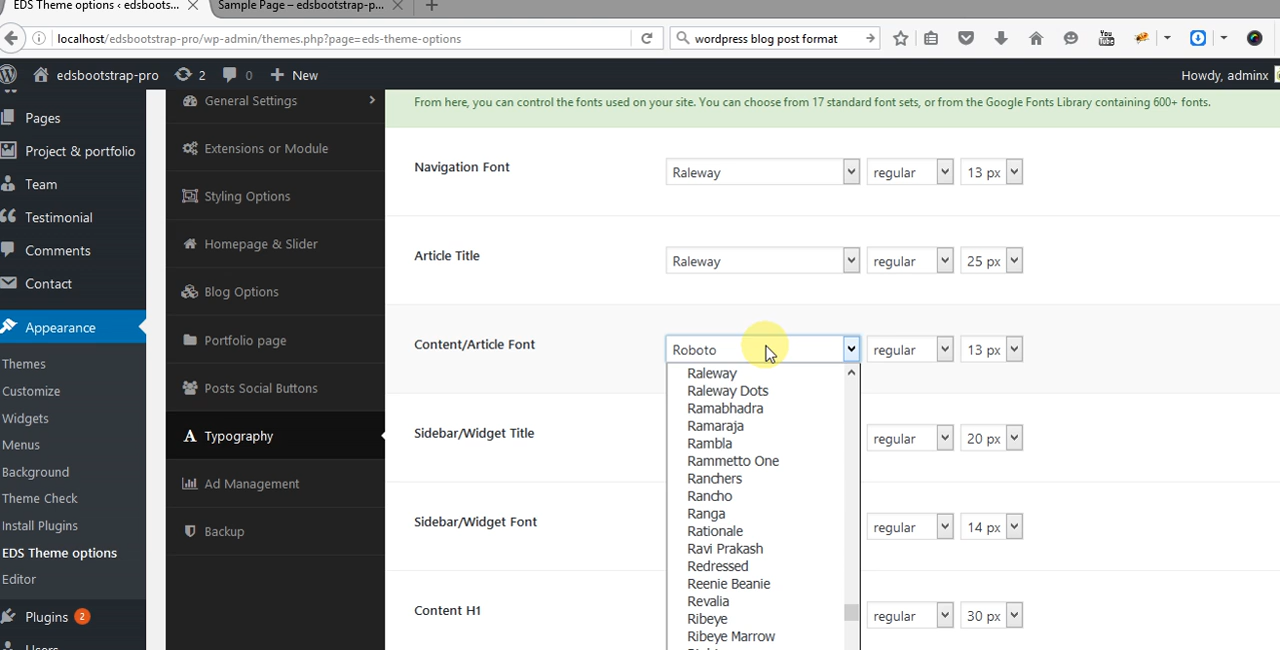 EDS Theme options ‹ edsbootst...
Sample Page – edsbootstrap-p...
localhost/edsbootstrap-pro/wp-admin/themes.php?page=eds-theme-options
wordpress blog post format
You Tube
edsbootstrap-pro 2 0 New
Howdy, adminx
Pages
Project & portfolio
Team
Testimonial
Comments
Contact
Appearance
Themes
Customize
Widgets
Menus
Background
Theme Check
Install Plugins
EDS Theme options
Editor
Plugins 2
General Settings
Extensions or Module
Styling Options
Homepage & Slider
Blog Options
Portfolio page
Posts Social Buttons
Typography
Ad Management
Backup
From here, you can control the fonts used on your site. You can choose from 17 standard font sets, or from the Google Fonts Library containing 600+ fonts.
Navigation Font Raleway regular 13 px
Article Title Raleway regular 25 px
Content/Article Font Roboto regular 13 px
Raleway
Raleway Dots
Ramabhadra
Ramaraja
Rambla
Rammetto One
Ranchers
Rancho
Ranga
Rationale
Ravi Prakash
Redressed
Reenie Beanie
Revalia
Ribeye
Ribeye Marrow
Sidebar/Widget Title regular 20 px
Sidebar/Widget Font regular 14 px
Content H1 regular 30 px